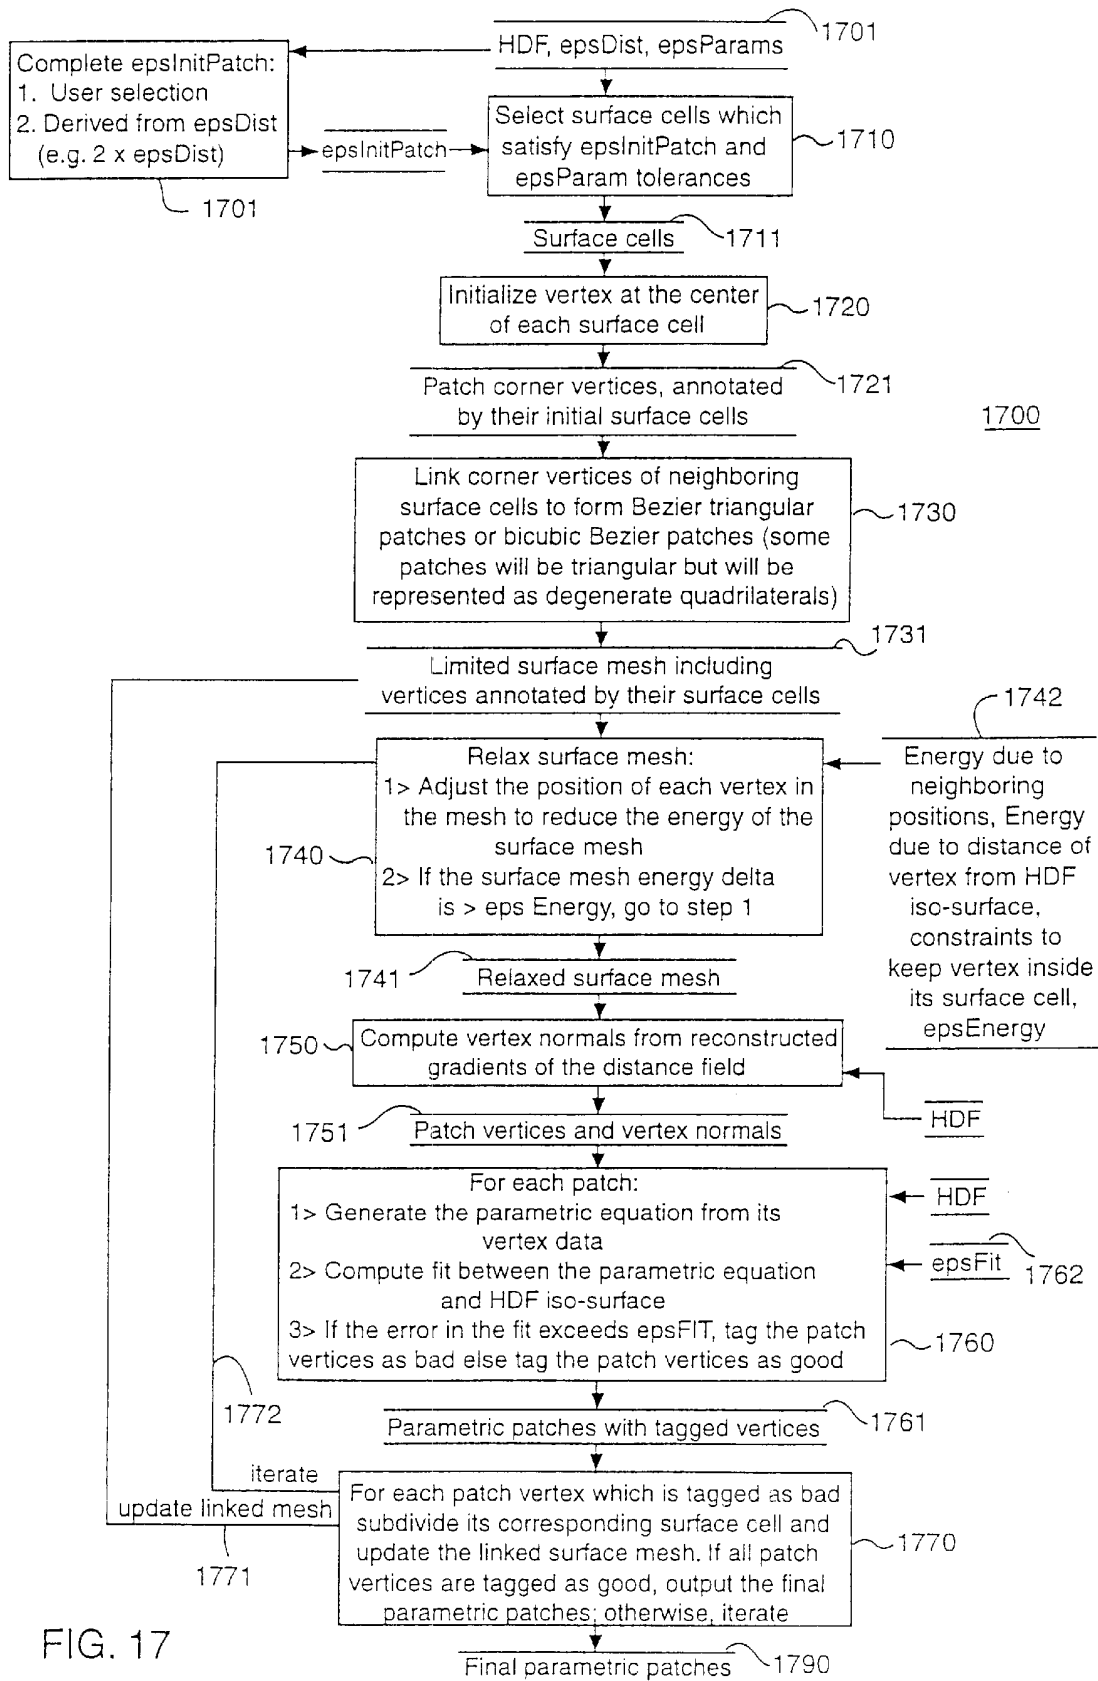 1701
HDF, epsDist, epsParams
Complete epsInitPatch:
1. User selection
2. Derived from epsDist
(e.g. 2 x epsDist)
1701
epsInitPatch
Select surface cells which
satisfy epsInitPatch and
epsParam tolerances
1710
Surface cells
1711
Initialize vertex at the center
of each surface cell
1720
Patch corner vertices, annotated
by their initial surface cells
1721
1700
Link corner vertices of neighboring
surface cells to form Bezier triangular
patches or bicubic Bezier patches (some
patches will be triangular but will be
represented as degenerate quadrilaterals)
1730
1731
Limited surface mesh including
vertices annotated by their surface cells
1742
Relax surface mesh:
1> Adjust the position of each vertex in
the mesh to reduce the energy of the
surface mesh
2> If the surface mesh energy delta
is > eps Energy, go to step 1
1740
Energy due to
neighboring
positions, Energy
due to distance of
vertex from HDF
iso-surface,
constraints to
keep vertex inside
its surface cell,
epsEnergy
1741
Relaxed surface mesh
1750
Compute vertex normals from reconstructed
gradients of the distance field
HDF
1751
Patch vertices and vertex normals
For each patch:
1> Generate the parametric equation from its
vertex data
2> Compute fit between the parametric equation
and HDF iso-surface
3> If the error in the fit exceeds epsFIT, tag the patch
vertices as bad else tag the patch vertices as good
HDF
epsFit
1762
1760
1772
Parametric patches with tagged vertices
1761
iterate
update linked mesh
1771
For each patch vertex which is tagged as bad
subdivide its corresponding surface cell and
update the linked surface mesh. If all patch
vertices are tagged as good, output the final
parametric patches; otherwise, iterate
1770
FIG. 17
Final parametric patches
1790